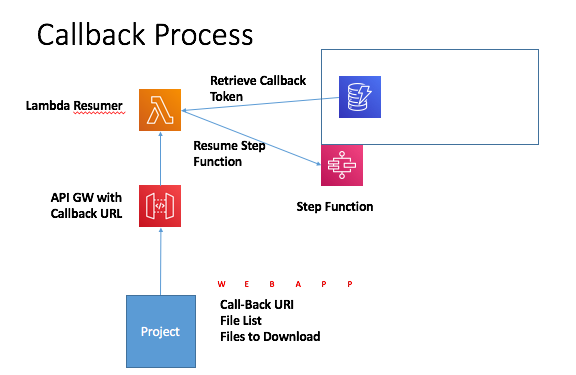 Callback Process
Retrieve Callback
Token
Lambda Resumer
Resume Step
Function
API GW with
Callback URL
Step Function
W E B A P P
Call-Back URI
File List
Files to Download
Project